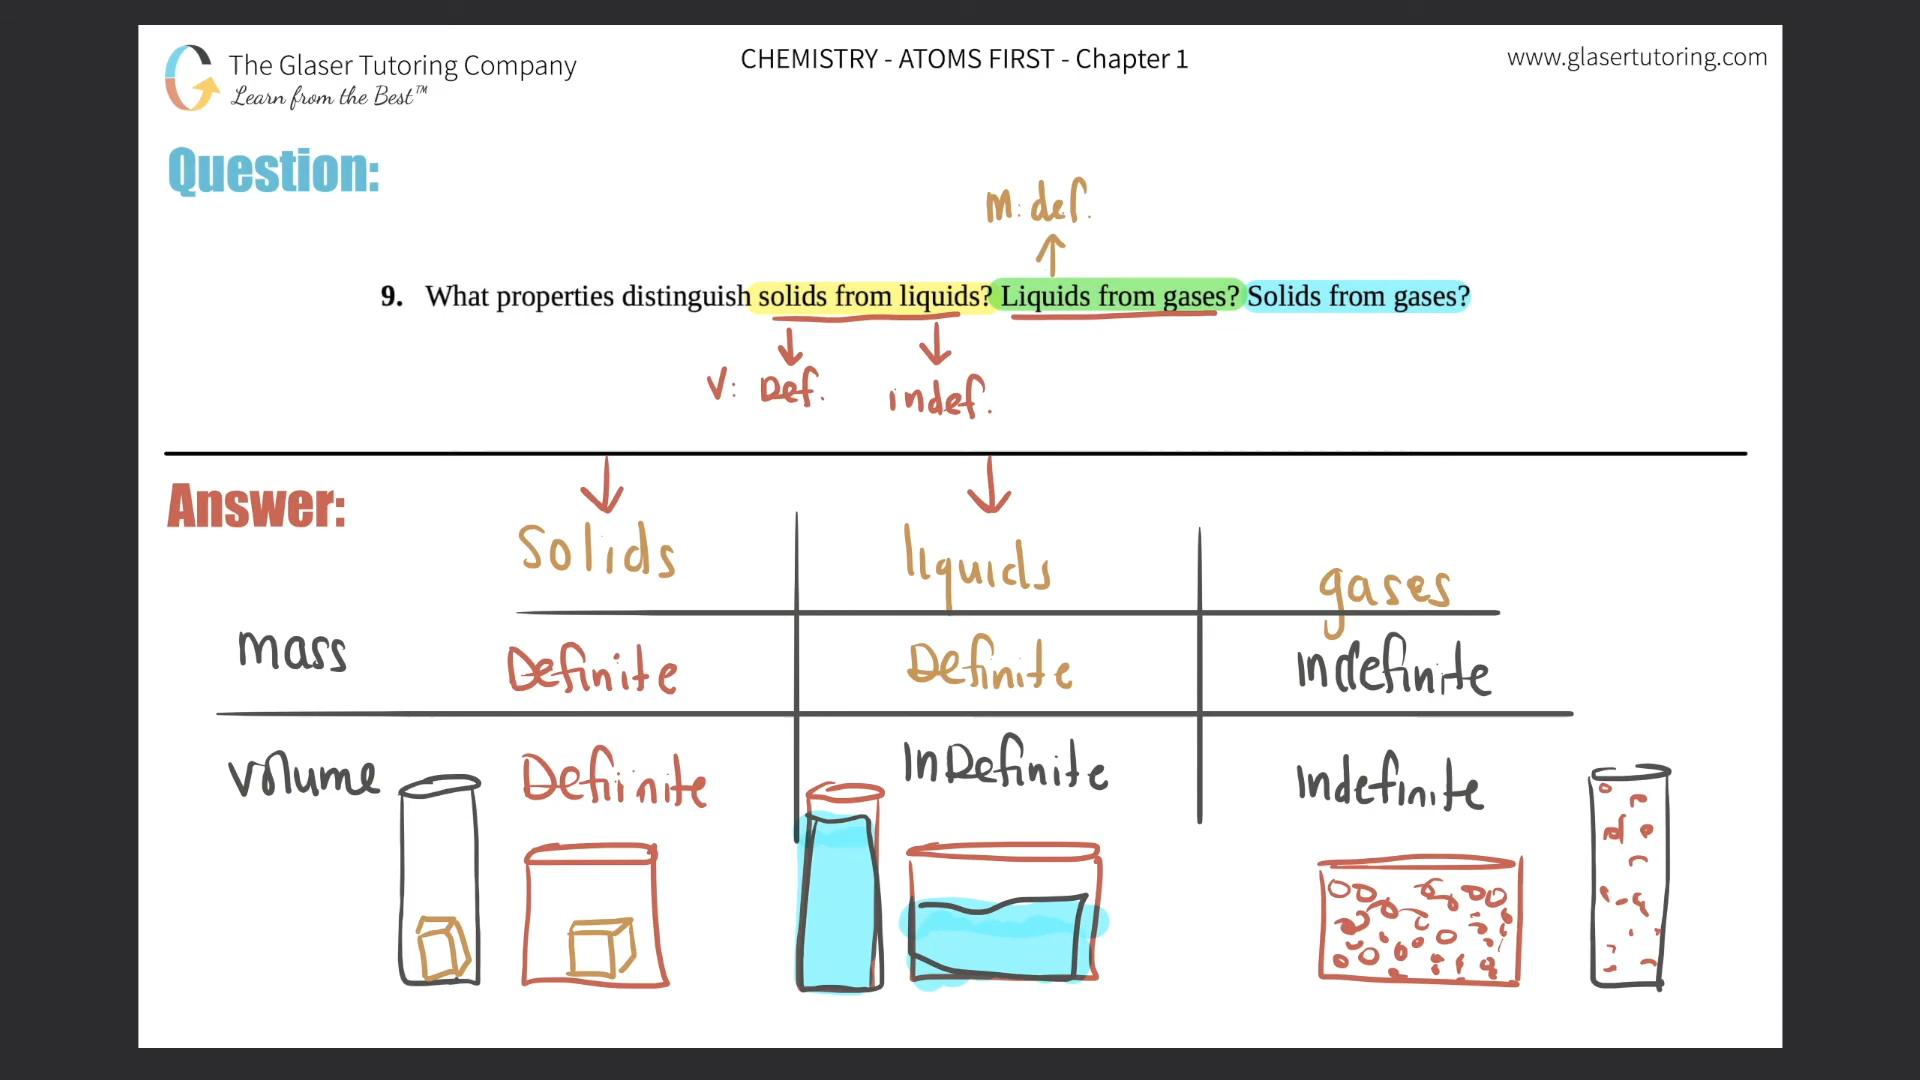 The Glaser Tutoring Company
Learn from the Best™
CHEMISTRY - ATOMS FIRST - Chapter 1
www.glasertutoring.com
Question:
m: def.
9. What properties distinguish solids from liquids? Liquids from gases? Solids from gases?
V: Def. indef.
Answer:
Solids liquids gases
mass Definite Definite Indefinite
volume Definite InDefinite Indefinite